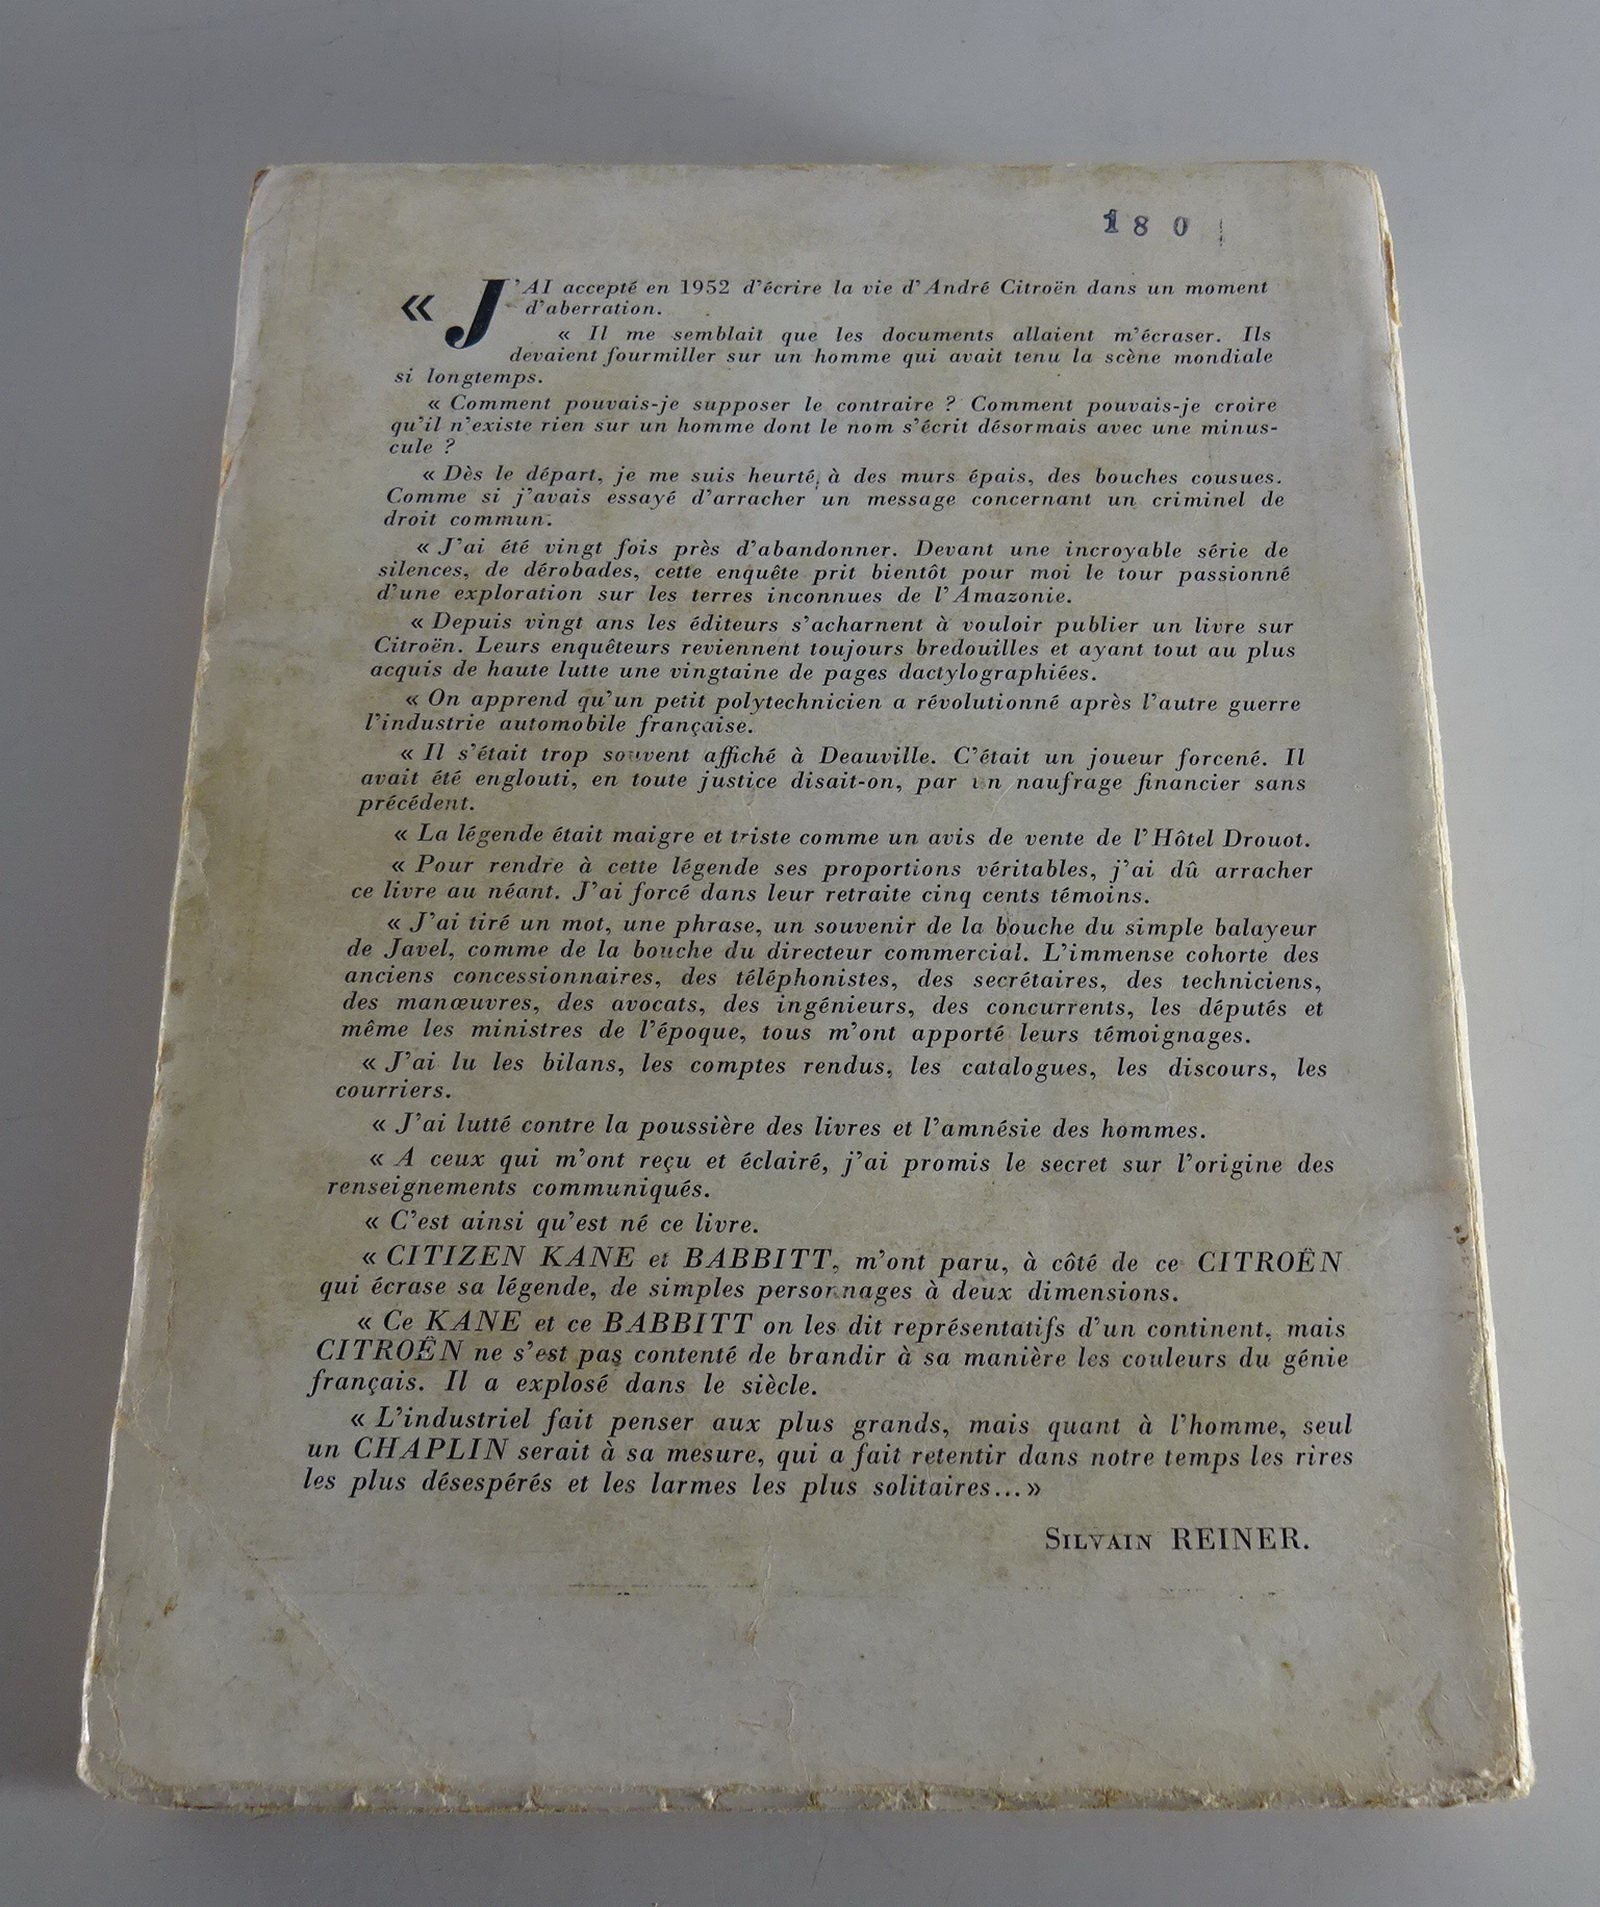 180
« J'AI accepté en 1952 d'écrire la vie d'André Citroën dans un moment
d'aberration.
« Il me semblait que les documents allaient m'écraser. Ils
devaient fourmiller sur un homme qui avait tenu la scène mondiale
si longtemps.
« Comment pouvais-je supposer le contraire ? Comment pouvais-je croire
qu'il n'existe rien sur un homme dont le nom s'écrit désormais avec une minus-
cule ?
« Dès le départ, je me suis heurté, à des murs épais, des bouches cousues.
Comme si j'avais essayé d'arracher un message concernant un criminel de
droit commun.
« J'ai été vingt fois près d'abandonner. Devant une incroyable série de
silences, de dérobades, cette enquête prit bientôt pour moi le tour passionné
d'une exploration sur les terres inconnues de l'Amazonie.
« Depuis vingt ans les éditeurs s'acharnent à vouloir publier un livre sur
Citroën. Leurs enquêteurs reviennent toujours bredouilles et ayant tout au plus
acquis de haute lutte une vingtaine de pages dactylographiées.
« On apprend qu'un petit polytechnicien a révolutionné après l'autre guerre
l'industrie automobile française.
« Il s'était trop souvent affiché à Deauville. C'était un joueur forcené. Il
avait été englouti, en toute justice disait-on, par un naufrage financier sans
précédent.
« La légende était maigre et triste comme un avis de vente de l'Hôtel Drouot.
« Pour rendre à cette légende ses proportions véritables, j'ai dû arracher
ce livre au néant. J'ai forcé dans leur retraite cinq cents témoins.
« J'ai tiré un mot, une phrase, un souvenir de la bouche du simple balayeur
de Javel, comme de la bouche du directeur commercial. L'immense cohorte des
anciens concessionnaires, des téléphonistes, des secrétaires, des techniciens,
des manœuvres, des avocats, des ingénieurs, des concurrents, les députés et
même les ministres de l'époque, tous m'ont apporté leurs témoignages.
« J'ai lu les bilans, les comptes rendus, les catalogues, les discours, les
courriers.
« J'ai lutté contre la poussière des livres et l'amnésie des hommes.
« A ceux qui m'ont reçu et éclairé, j'ai promis le secret sur l'origine des
renseignements communiqués.
« C'est ainsi qu'est né ce livre.
« CITIZEN KANE et BABBITT, m'ont paru, à côté de ce CITROËN
qui écrase sa légende, de simples personnages à deux dimensions.
« Ce KANE et ce BABBITT on les dit représentatifs d'un continent, mais
CITROËN ne s'est pas contenté de brandir à sa manière les couleurs du génie
français. Il a explosé dans le siècle.
« L'industriel fait penser aux plus grands, mais quant à l'homme, seul
un CHAPLIN serait à sa mesure, qui a fait retentir dans notre temps les rires
les plus désespérés et les larmes les plus solitaires... »
SILVAIN REINER.